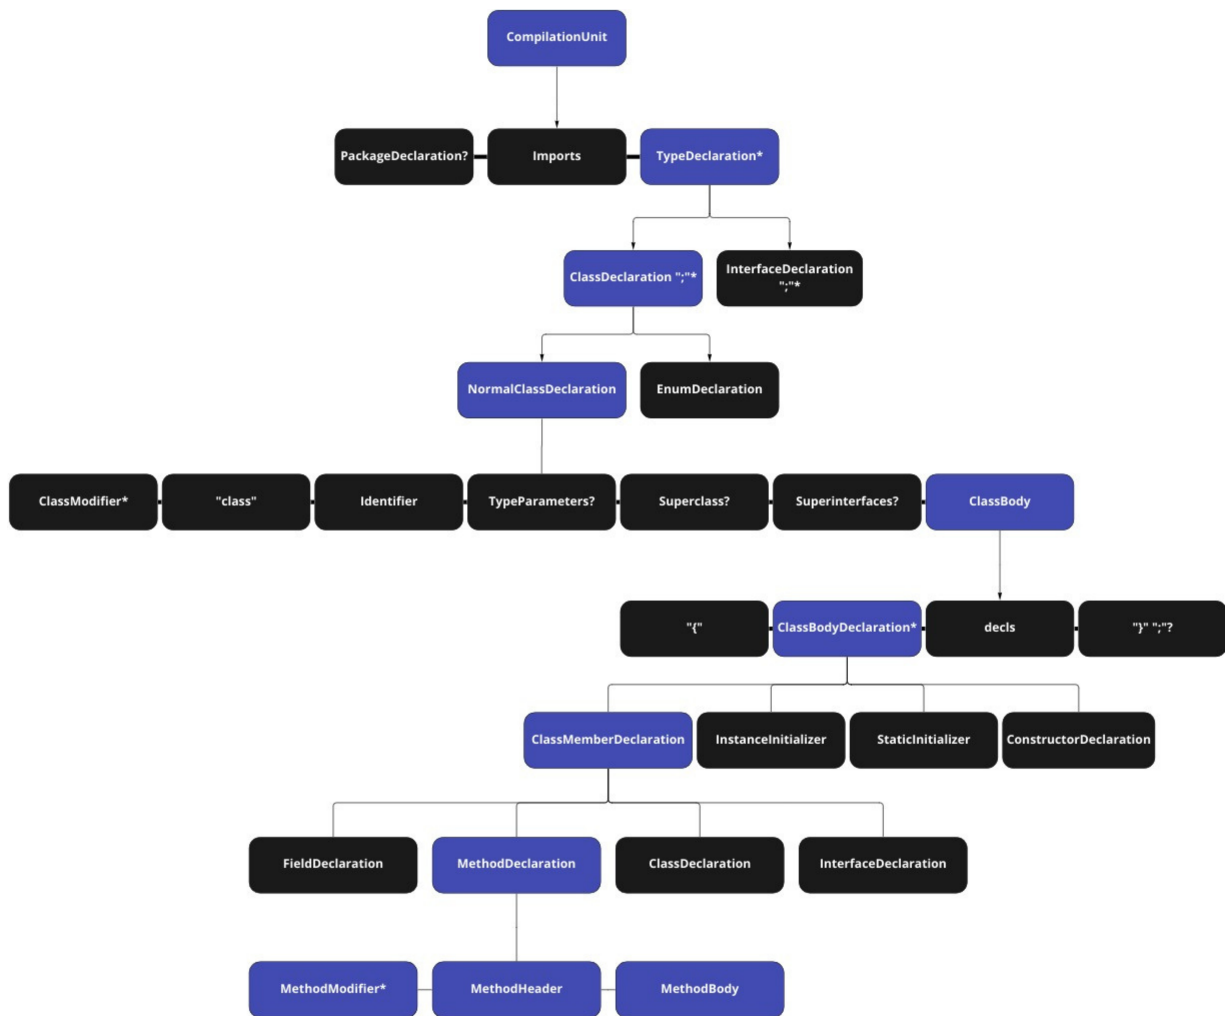 CompilationUnit
PackageDeclaration?
Imports
TypeDeclaration*
ClassDeclaration ";"*
InterfaceDeclaration
";"*
NormalClassDeclaration
EnumDeclaration
ClassModifier*
"class"
Identifier
TypeParameters?
Superclass?
Superinterfaces?
ClassBody
"{"
ClassBodyDeclaration*
decls
"}" ";"?
ClassMemberDeclaration
InstanceInitializer
StaticInitializer
ConstructorDeclaration
FieldDeclaration
MethodDeclaration
ClassDeclaration
InterfaceDeclaration
MethodModifier*
MethodHeader
MethodBody